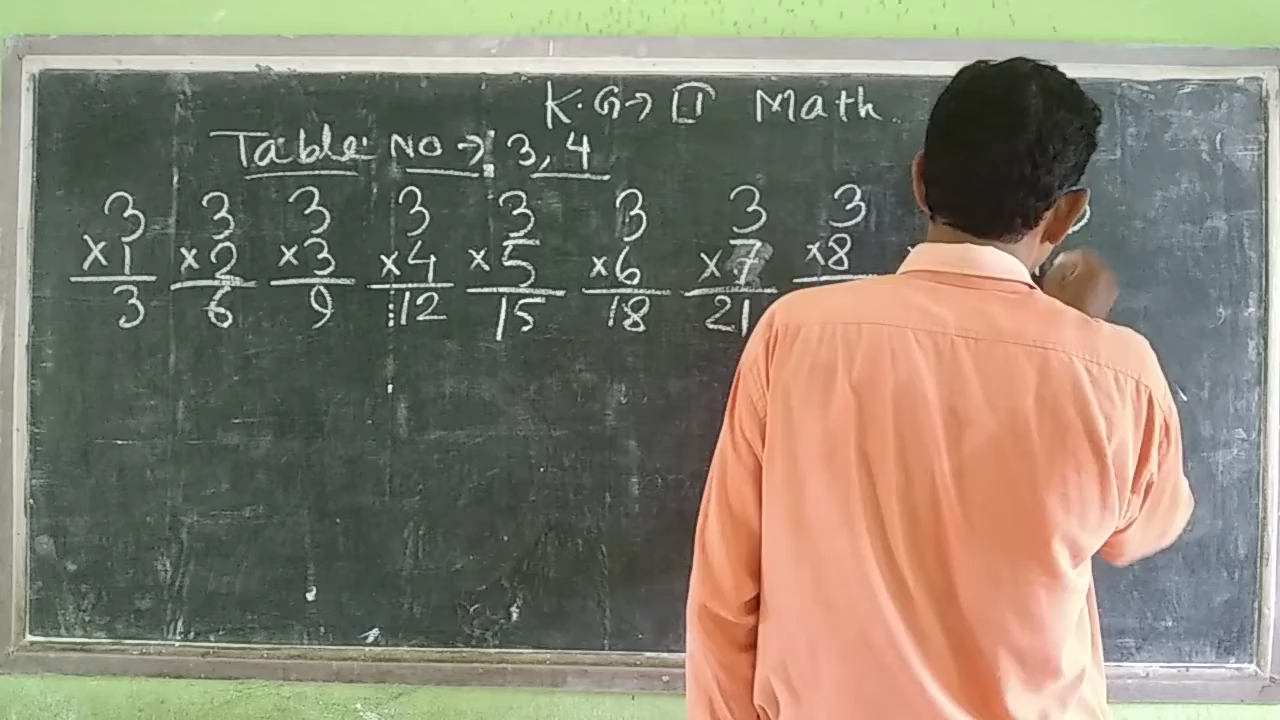 K.G→ II Math.
Table No → 3, 4
3 3 3 3 3 3 3 3
×1 ×2 ×3 ×4 ×5 ×6 ×7 ×8
3 6 9 12 15 18 21